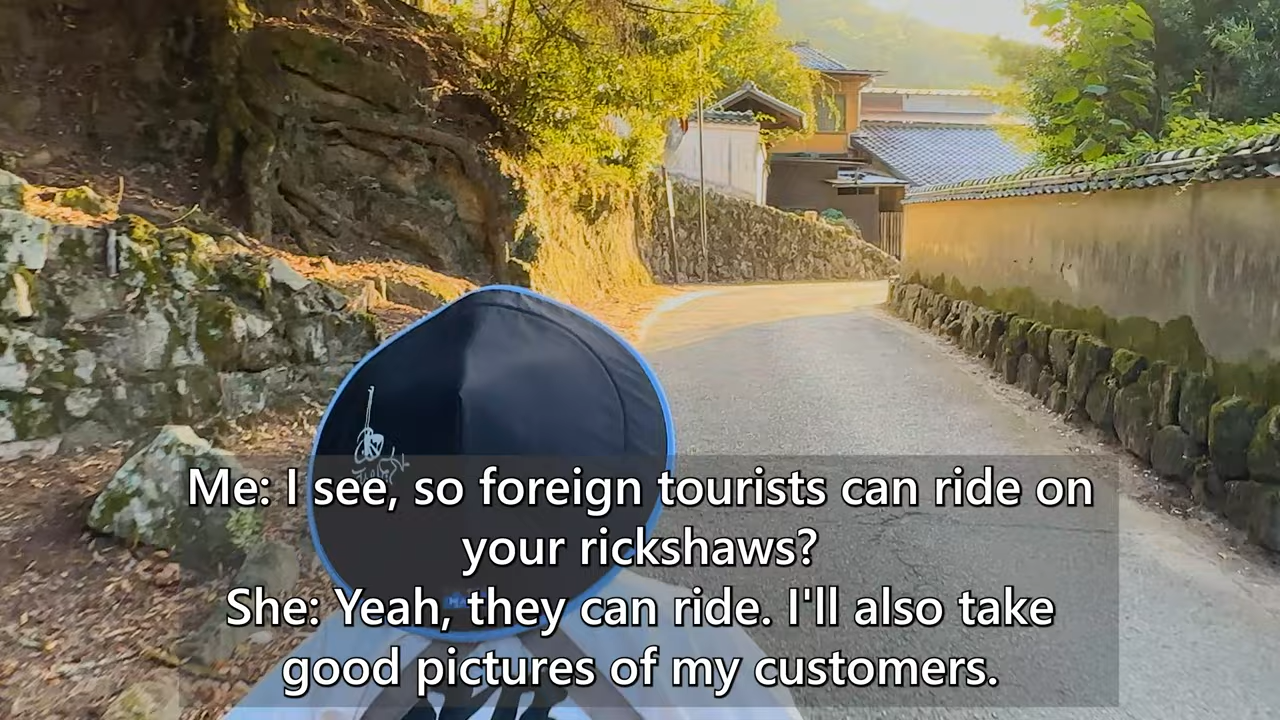 Me: I see, so foreign tourists can ride on
your rickshaws?
She: Yeah, they can ride. I'll also take
good pictures of my customers.